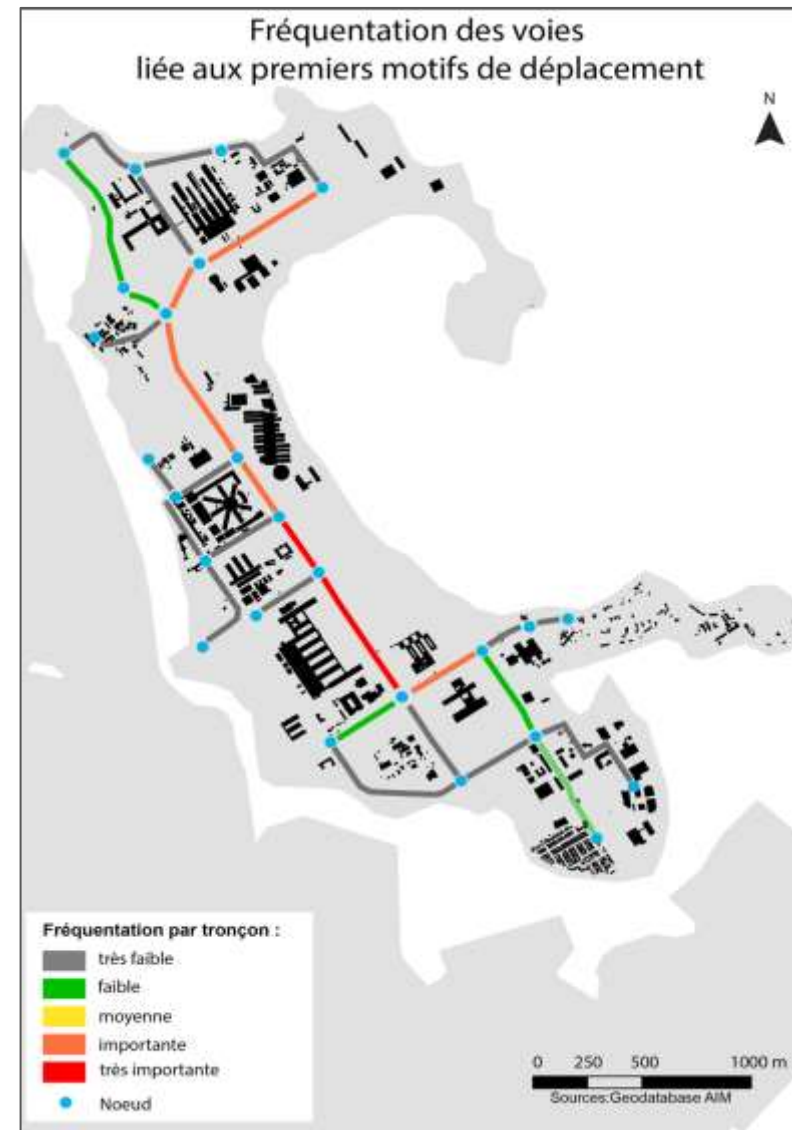 Fréquentation des voies
liée aux premiers motifs de déplacement
N
Fréquentation par tronçon :
très faible
faible
moyenne
importante
très importante
Noeud
0 250 500 1000 m
Sources:Geodatabase AIM